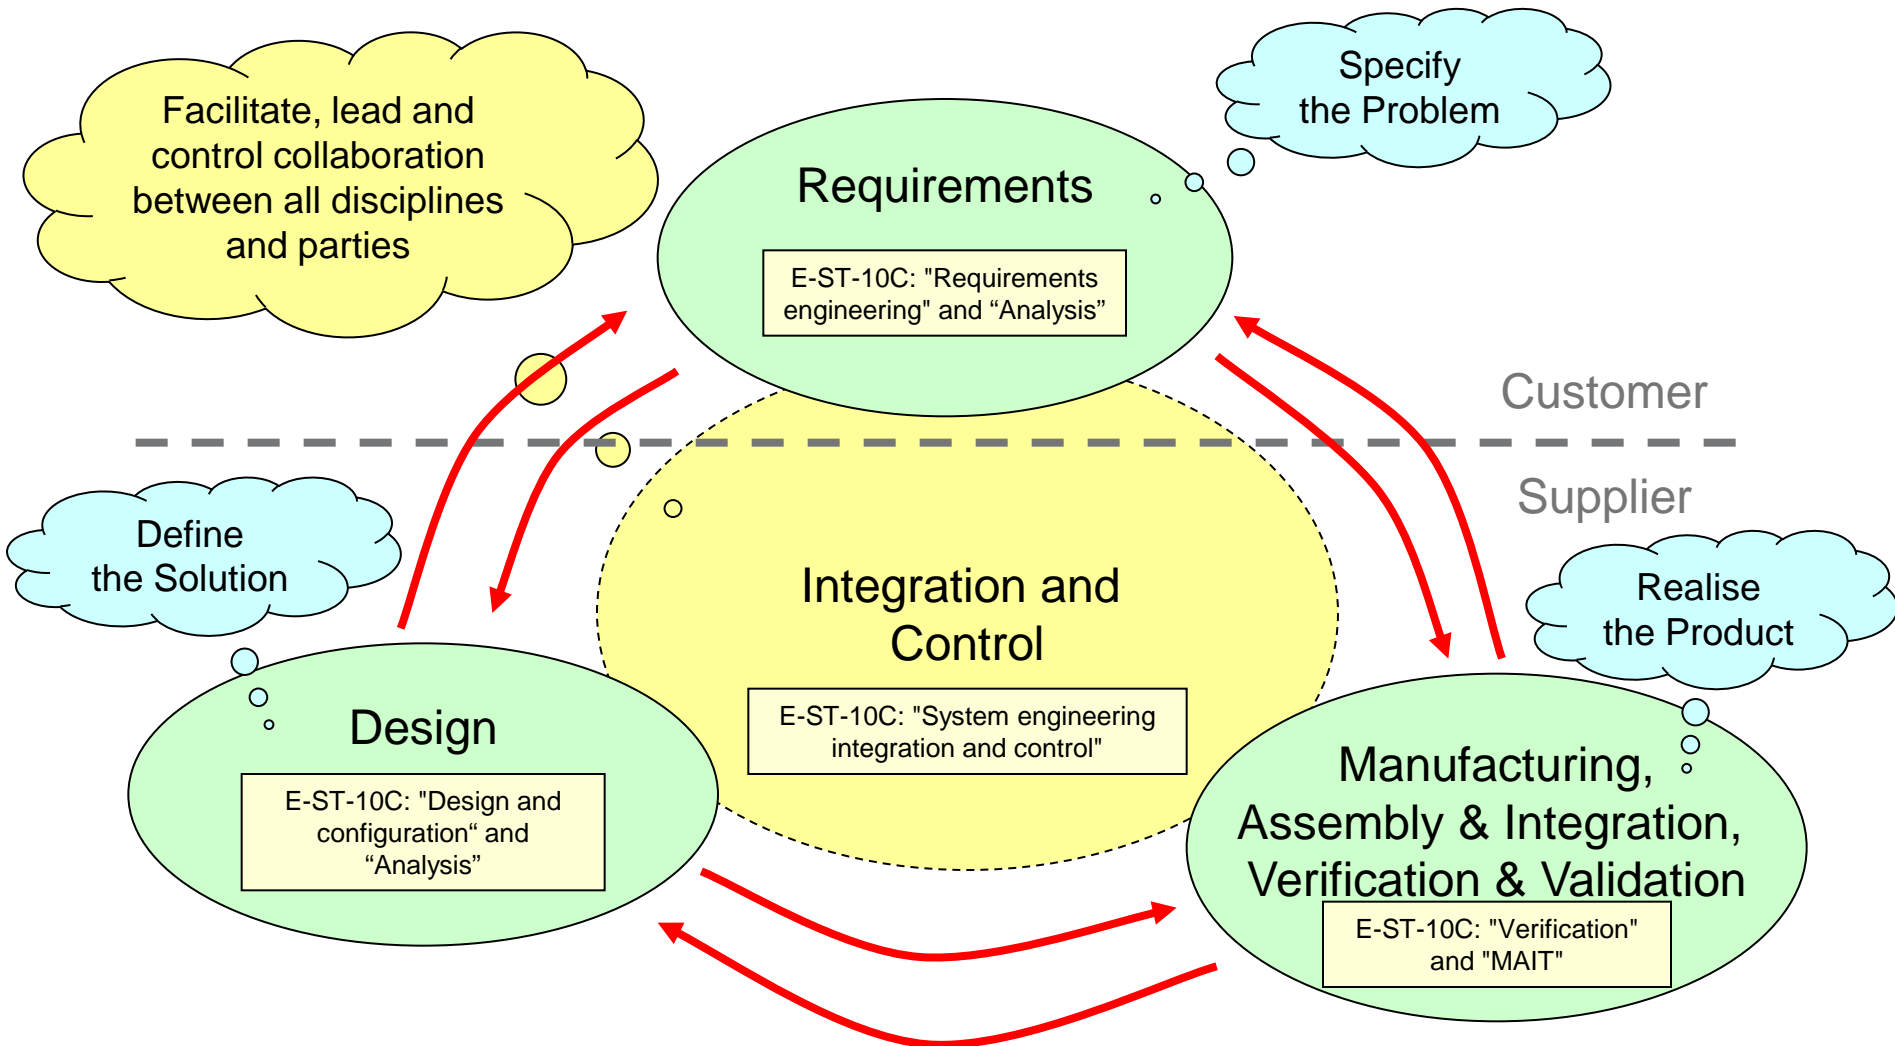 Facilitate, lead and
control collaboration
between all disciplines
and parties
Specify
the Problem
Requirements
E-ST-10C: "Requirements
engineering" and “Analysis”
Customer
Supplier
Define
the Solution
Integration and
Control
E-ST-10C: "System engineering
integration and control"
Realise
the Product
Design
E-ST-10C: "Design and
configuration“ and
“Analysis”
Manufacturing,
Assembly & Integration,
Verification & Validation
E-ST-10C: "Verification"
and "MAIT"